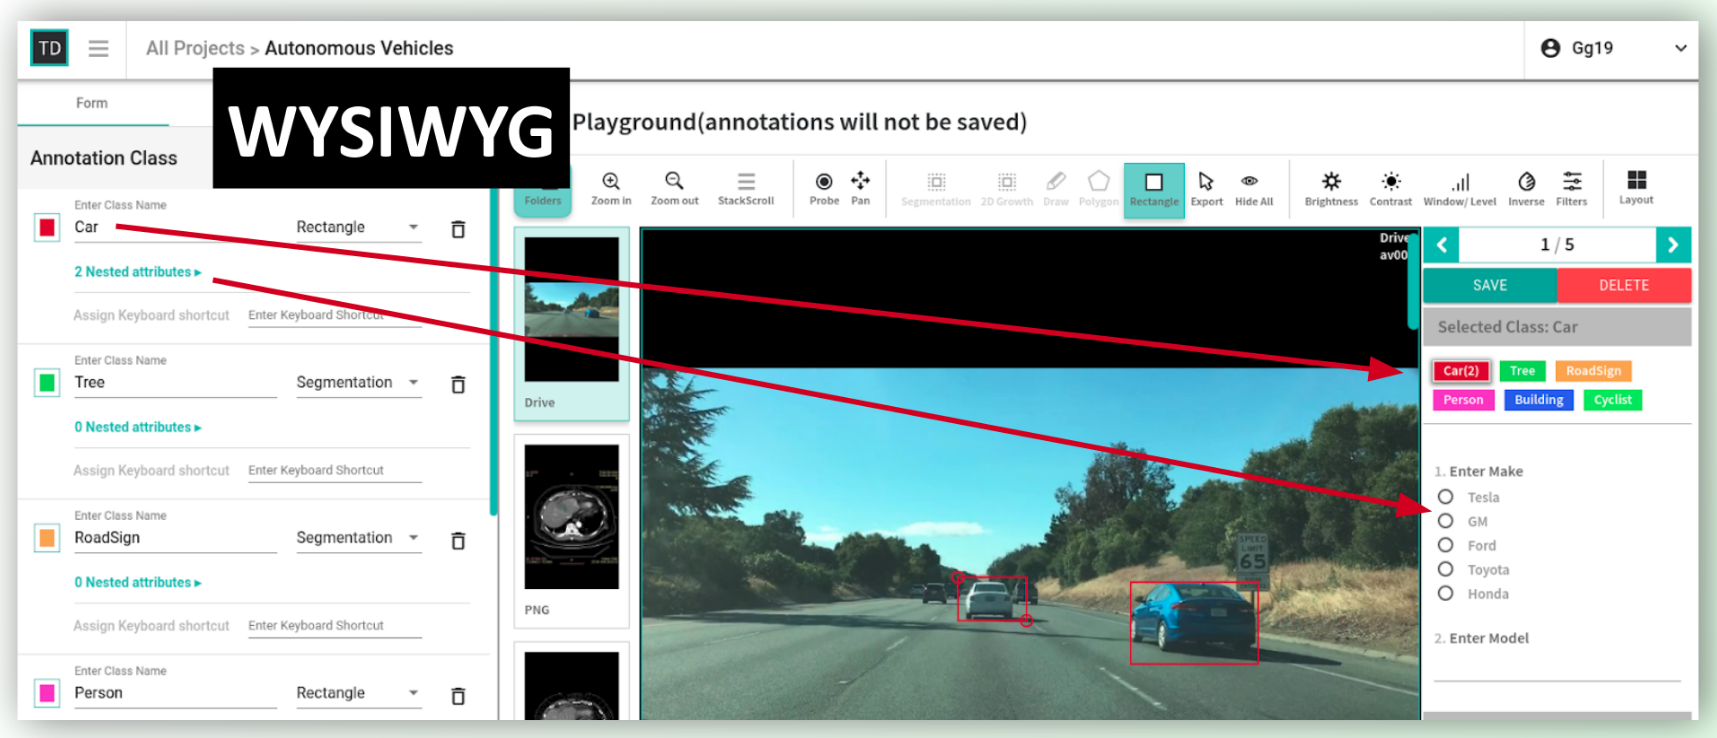 TD
All Projects > Autonomous Vehicles
Gg19
Form
WYSIWYG
Playground(annotations will not be saved)
Annotation Class
Folders
Zoom in
Zoom out
StackScroll
Probe
Pan
Segmentation
2D Growth
Draw
Polygon
Rectangle
Export
Hide All
Brightness
Contrast
Window/ Level
Inverse
Filters
Layout
Enter Class Name
Car
Rectangle
2 Nested attributes ▸
Assign Keyboard shortcut
Enter Keyboard Shortcut
Enter Class Name
Tree
Segmentation
0 Nested attributes ▸
Assign Keyboard shortcut
Enter Keyboard Shortcut
Enter Class Name
RoadSign
Segmentation
0 Nested attributes ▸
Assign Keyboard shortcut
Enter Keyboard Shortcut
Enter Class Name
Person
Rectangle
Drive
PNG
Drive
av00
SPEED
LIMIT
65
1 / 5
SAVE
DELETE
Selected Class: Car
Car(2)
Tree
RoadSign
Person
Building
Cyclist
1. Enter Make
Tesla
GM
Ford
Toyota
Honda
2. Enter Model